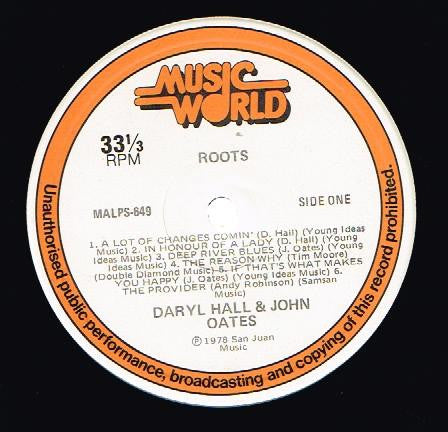 MUSIC
WORLD
33⅓
RPM
ROOTS
MALPS-649
SIDE ONE
1. A LOT OF CHANGES COMIN' (D. Hall) (Young Ideas
Music) 2. IN HONOUR OF A LADY (D. Hall) (Young
Ideas Music) 3. DEEP RIVER BLUES (J. Oates) (Young
Ideas Music) 4. THE REASON WHY (Tim Moore)
(Double Diamond Music) 5. IF THAT'S WHAT MAKES
YOU HAPPY (J. Oates) (Young Ideas Music) 6.
THE PROVIDER (Andy Robinson) (Samsan
Music)
DARYL HALL & JOHN
OATES
Ⓟ 1978 San Juan
Music
Unauthorised public performance, broadcasting and copying of this record prohibited.